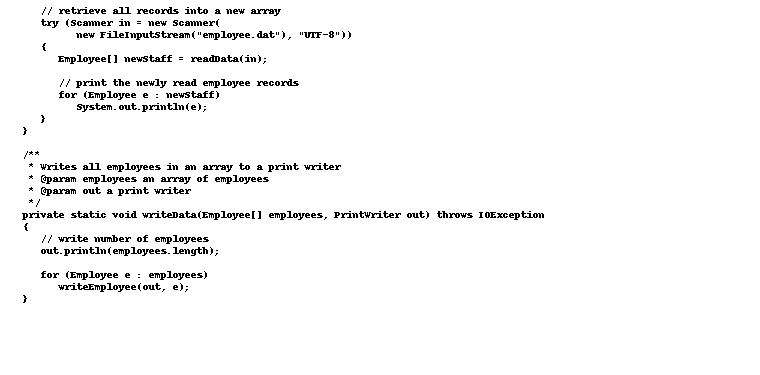 // retrieve all records into a new array
try (Scanner in = new Scanner(
new FileInputStream("employee.dat"), "UTF-8"))
{
Employee[] newStaff = readData(in);
// print the newly read employee records
for (Employee e : newStaff)
System.out.println(e);
}
}
/**
* Writes all employees in an array to a print writer
* @param employees an array of employees
* @param out a print writer
*/
private static void writeData(Employee[] employees, PrintWriter out) throws IOException
{
// write number of employees
out.println(employees.length);
for (Employee e : employees)
writeEmployee(out, e);
}